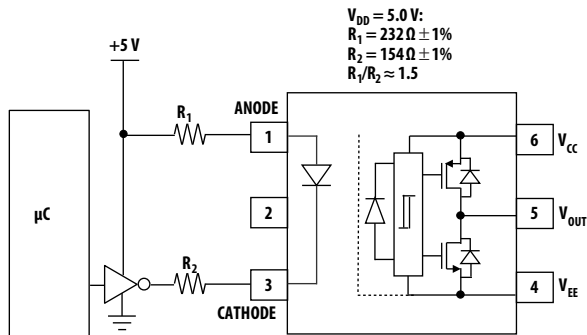 V_DD = 5.0 V:
R_1 = 232 Ω ± 1%
R_2 = 154 Ω ± 1%
R_1/R_2 ≈ 1.5
+5 V
R_1
ANODE
1
6
V_CC
μC
2
5
V_OUT
R_2
3
CATHODE
4
V_EE